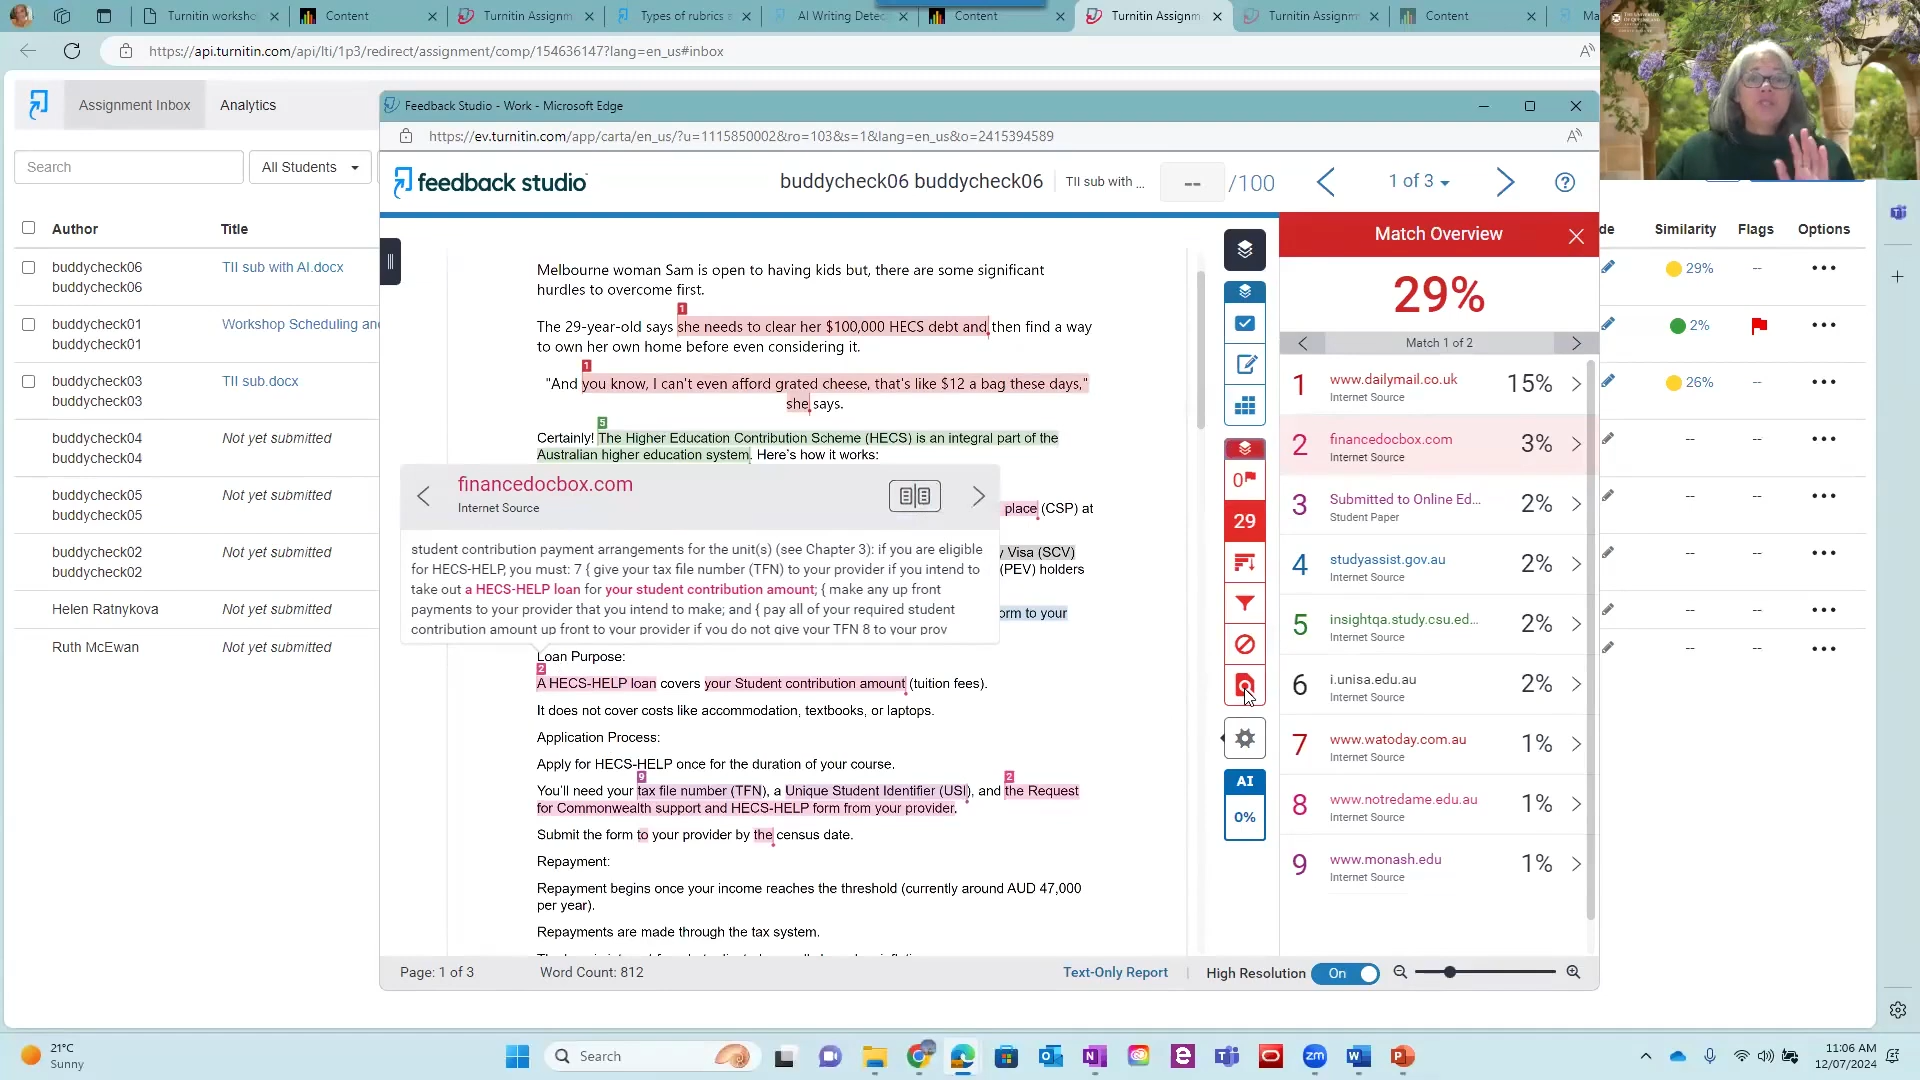 Turnitin worksh
Content
Turnitin Assignm
Types of rubrics a
AI Writing Detec
Content
Turnitin Assignm
Turnitin Assignm
Content
https://api.turnitin.com/api/lti/1p3/redirect/assignment/comp/154636147?lang=en_us#inbox
Assignment Inbox
Analytics
Search
All Students
Author
Title
buddycheck06
buddycheck06
TII sub with AI.docx
buddycheck01
buddycheck01
Workshop Scheduling and
buddycheck03
buddycheck03
TII sub.docx
buddycheck04
buddycheck04
Not yet submitted
buddycheck05
buddycheck05
Not yet submitted
buddycheck02
buddycheck02
Not yet submitted
Helen Ratnykova
Not yet submitted
Ruth McEwan
Not yet submitted
Feedback Studio - Work - Microsoft Edge
https://ev.turnitin.com/app/carta/en_us/?u=1115850002&ro=103&s=1&lang=en_us&o=2415394589
feedback studio
buddycheck06 buddycheck06
TII sub with ...
-- /100
1 of 3
Melbourne woman Sam is open to having kids but, there are some significant
hurdles to overcome first.
1
The 29-year-old says she needs to clear her $100,000 HECS debt and then find a way
to own her own home before even considering it.
1
"And you know, I can't even afford grated cheese, that's like $12 a bag these days,"
she says.
5
Certainly! The Higher Education Contribution Scheme (HECS) is an integral part of the
Australian higher education system. Here's how it works:
place (CSP) at
Visa (SCV)
(PEV) holders
orm to your
financedocbox.com
Internet Source
student contribution payment arrangements for the unit(s) (see Chapter 3): if you are eligible
for HECS-HELP, you must: 7 { give your tax file number (TFN) to your provider if you intend to
take out a HECS-HELP loan for your student contribution amount; { make any up front
payments to your provider that you intend to make; and { pay all of your required student
contribution amount up front to your provider if you do not give your TFN 8 to your prov
Loan Purpose:
2
A HECS-HELP loan covers your Student contribution amount (tuition fees).
It does not cover costs like accommodation, textbooks, or laptops.
Application Process:
Apply for HECS-HELP once for the duration of your course.
9
2
You'll need your tax file number (TFN), a Unique Student Identifier (USI), and the Request
for Commonwealth support and HECS-HELP form from your provider.
Submit the form to your provider by the census date.
Repayment:
Repayment begins once your income reaches the threshold (currently around AUD 47,000
per year).
Repayments are made through the tax system.
0
29
AI
0%
Match Overview
29%
Match 1 of 2
1 www.dailymail.co.uk 15%
Internet Source
2 financedocbox.com 3%
Internet Source
3 Submitted to Online Ed... 2%
Student Paper
4 studyassist.gov.au 2%
Internet Source
5 insightqa.study.csu.ed... 2%
Internet Source
6 i.unisa.edu.au 2%
Internet Source
7 www.watoday.com.au 1%
Internet Source
8 www.notredame.edu.au 1%
Internet Source
9 www.monash.edu 1%
Internet Source
Page: 1 of 3
Word Count: 812
Text-Only Report
High Resolution
On
de
Similarity
Flags
Options
29% --
2%
26% --
-- --
-- --
-- --
-- --
-- --
21°C
Sunny
Search
11:06 AM
12/07/2024